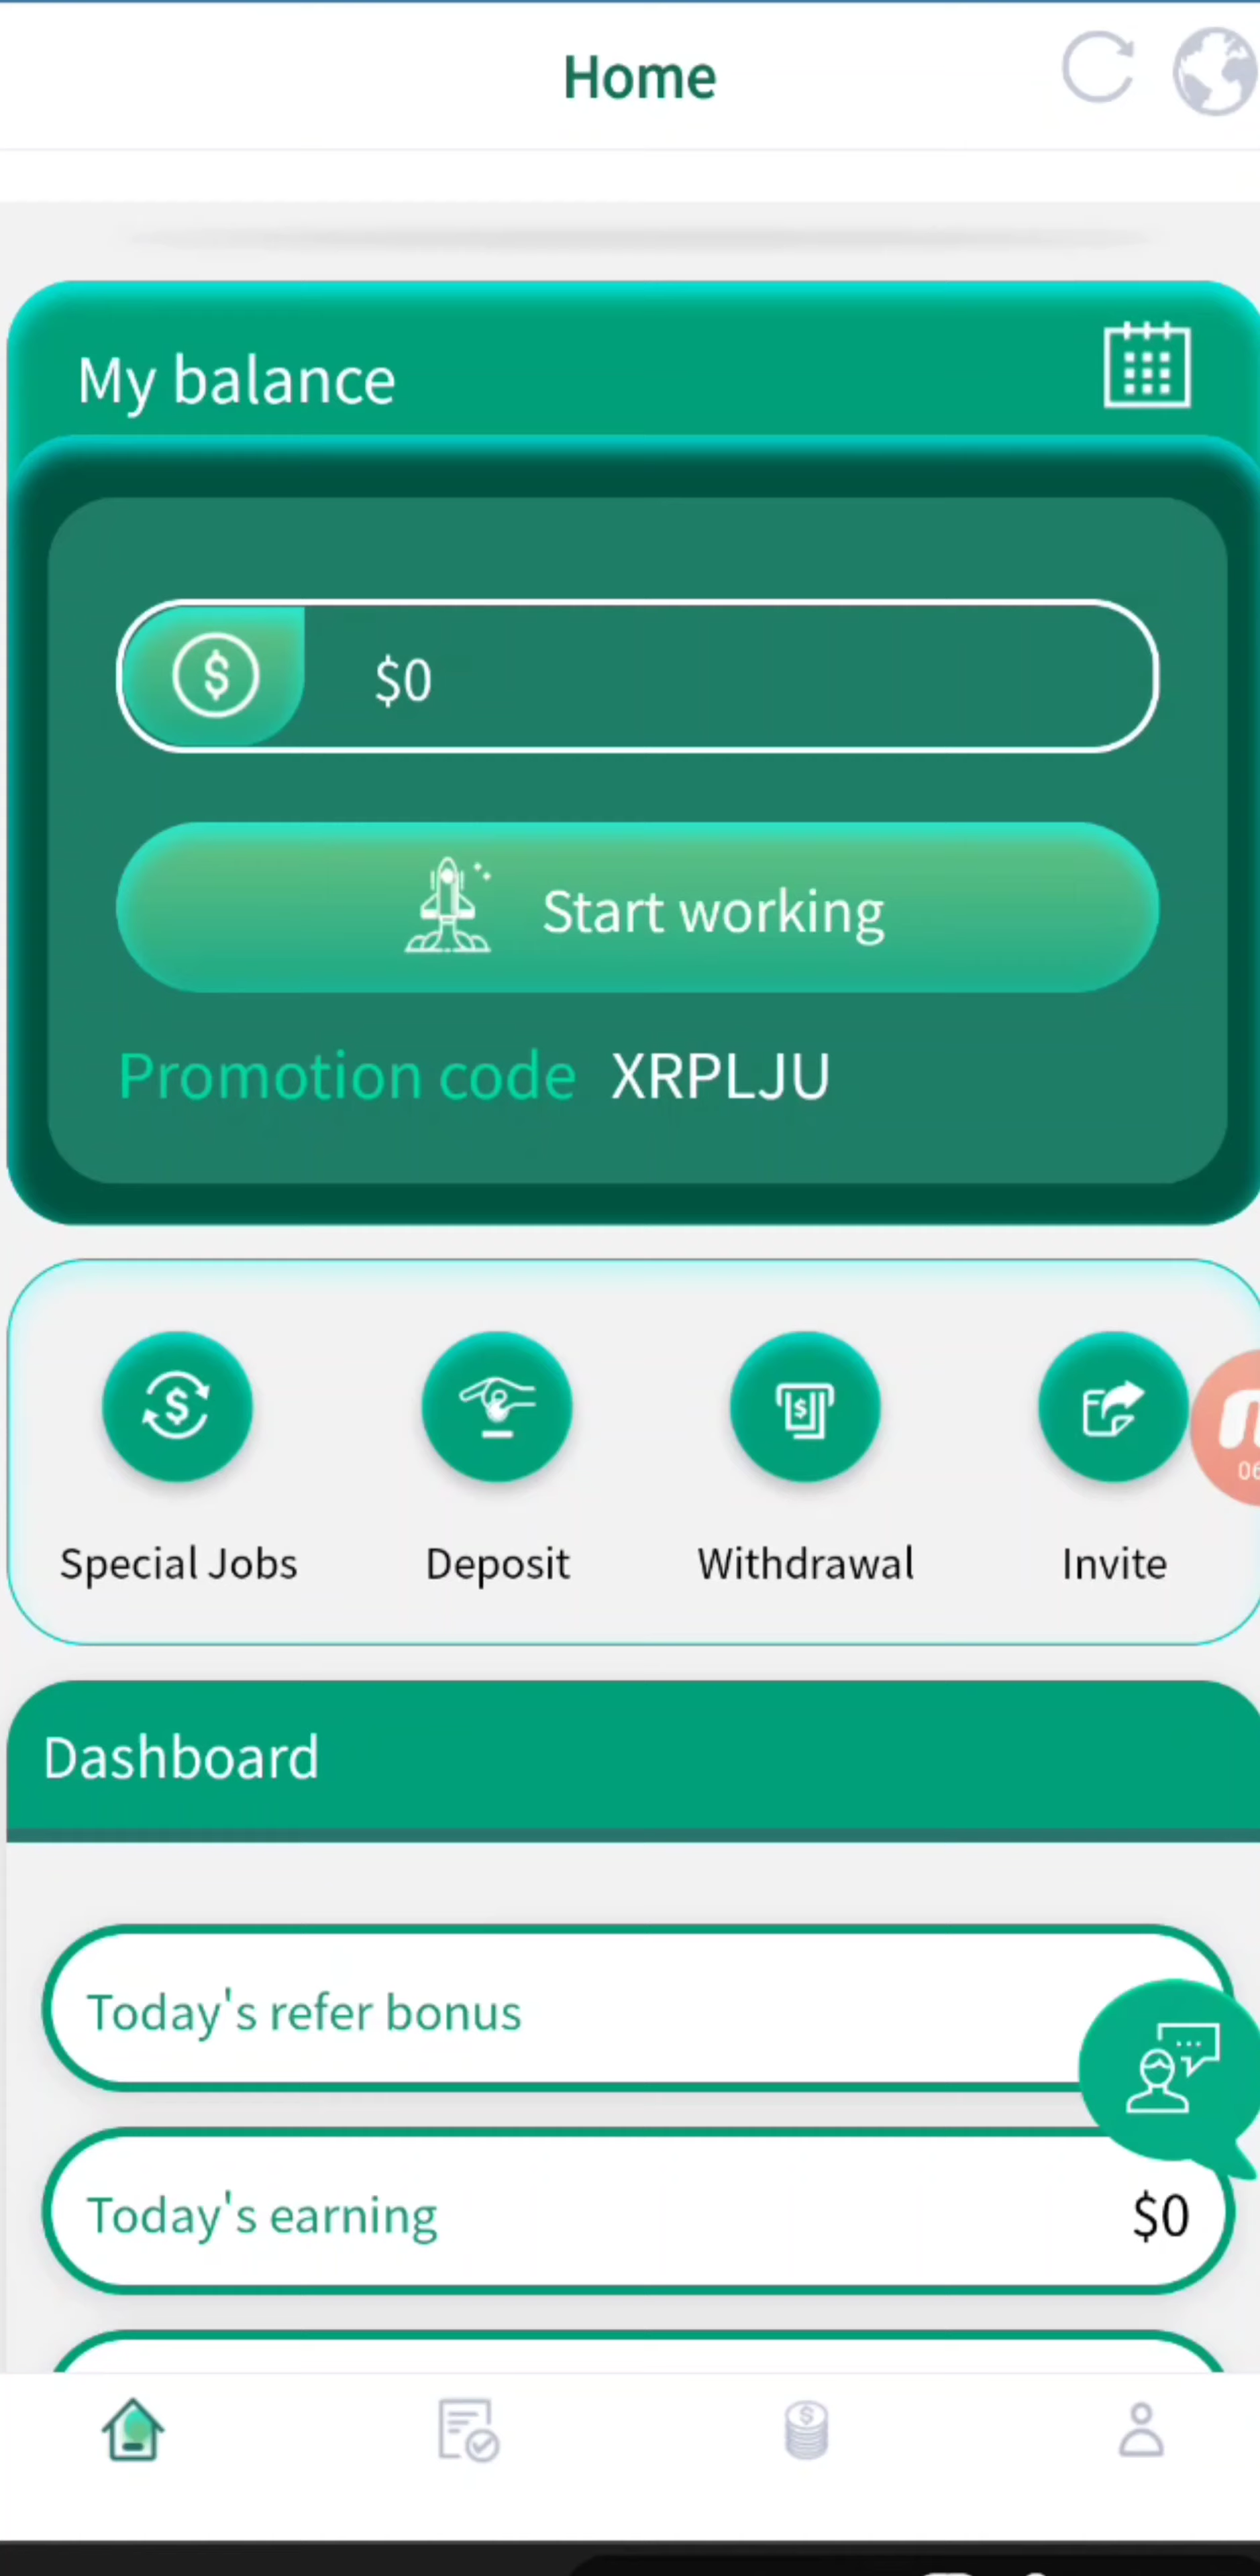 Home
My balance
$0
Start working
Promotion code XRPLJU
Special Jobs Deposit Withdrawal Invite
06
Dashboard
Today's refer bonus
Today's earning $0